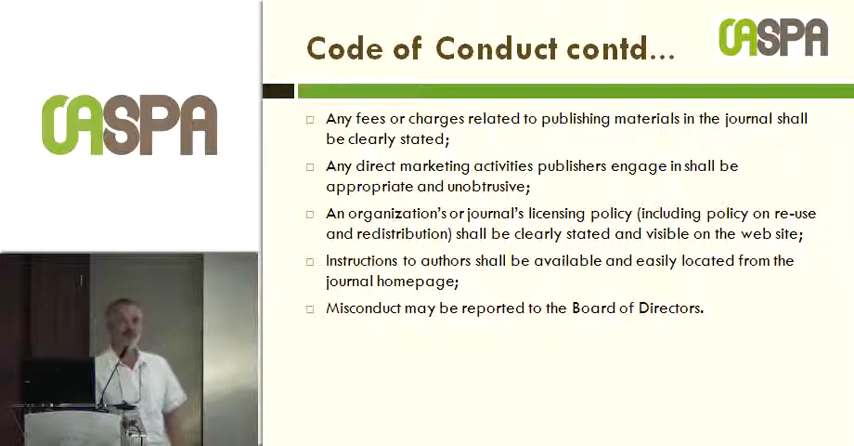 OASPA
Code of Conduct contd...
OASPA
Any fees or charges related to publishing materials in the journal shall
be clearly stated;
Any direct marketing activities publishers engage in shall be
appropriate and unobtrusive;
An organization's or journal's licensing policy (including policy on re-use
and redistribution) shall be clearly stated and visible on the web site;
Instructions to authors shall be available and easily located from the
journal homepage;
Misconduct may be reported to the Board of Directors.